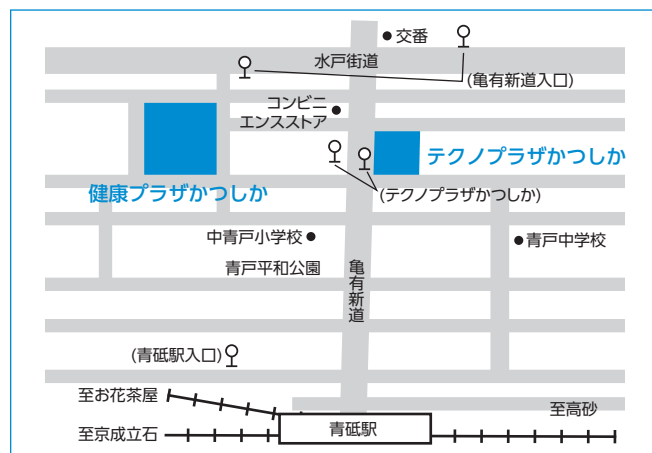 交番
水戸街道
(亀有新道入口)
コンビニ
エンスストア
テクノプラザかつしか
健康プラザかつしか
(テクノプラザかつしか)
中青戸小学校
青戸中学校
青戸平和公園
亀有新道
(青砥駅入口)
至お花茶屋
至高砂
青砥駅
至京成立石